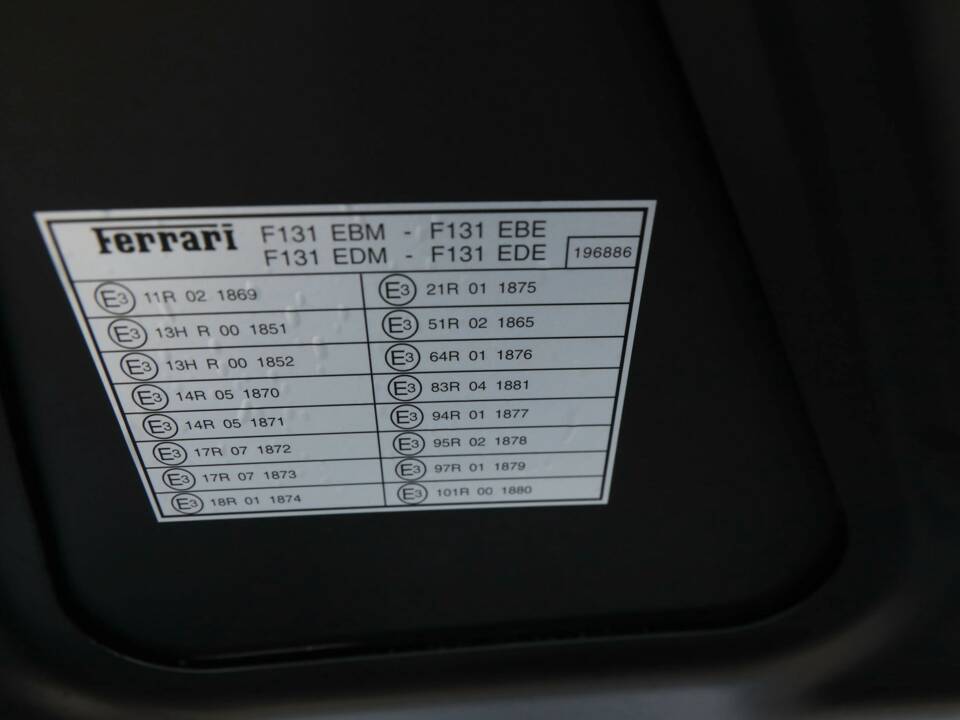 Ferrari F131 EBM - F131 EBE
F131 EDM - F131 EDE 196886
E3 11R 02 1869
E3 13H R 00 1851
E3 13H R 00 1852
E3 14R 05 1870
E3 14R 05 1871
E3 17R 07 1872
E3 17R 07 1873
E3 18R 01 1874
E3 21R 01 1875
E3 51R 02 1865
E3 64R 01 1876
E3 83R 04 1881
E3 94R 01 1877
E3 95R 02 1878
E3 97R 01 1879
E3 101R 00 1880